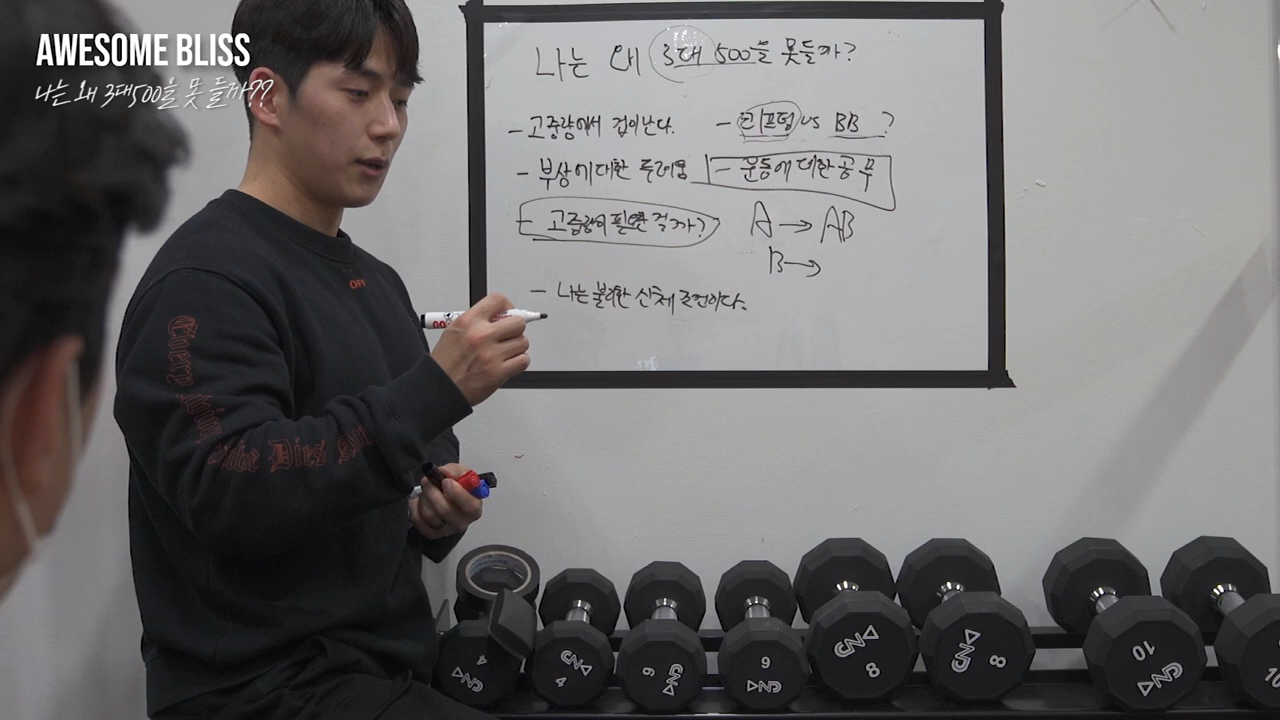 AWESOME BLISS
나는 왜 3대500을 못 들까??
나는 왜 3대 500을 못들까?
- 고중량에서 겁이난다.
- 부상에 대한 두려움
- 고중량이 필요한 걸까?
- 나는 불리한 신체 조건이다.
- 리프팅 vs BB ?
- 운동에 대한 공부
A → AB
B →
OFF
4
4
6
6
8
8
10
10